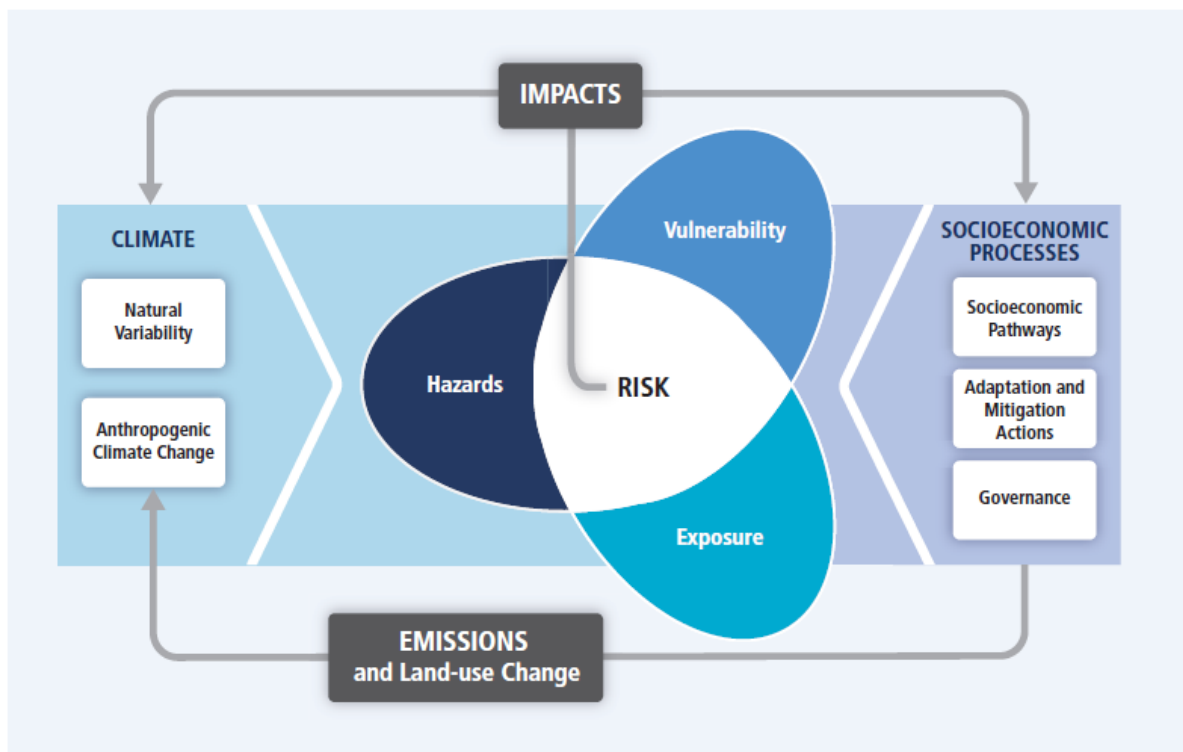 IMPACTS
CLIMATE
Natural
Variability
Anthropogenic
Climate Change
Vulnerability
Hazards
RISK
Exposure
SOCIOECONOMIC
PROCESSES
Socioeconomic
Pathways
Adaptation and
Mitigation
Actions
Governance
EMISSIONS
and Land-use Change